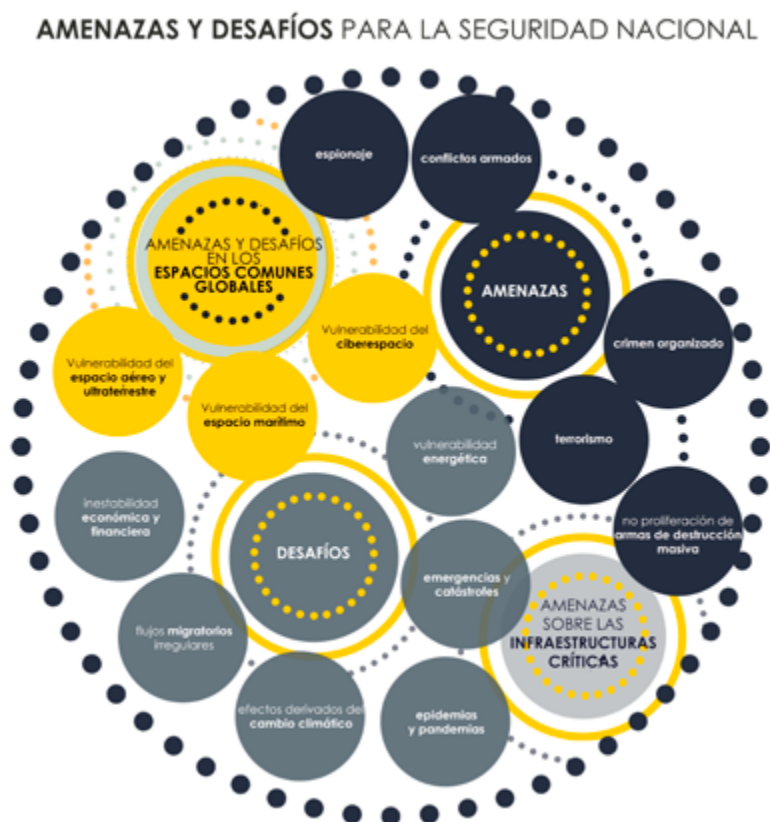 AMENAZAS Y DESAFÍOS PARA LA SEGURIDAD NACIONAL
espionaje
conflictos armados
AMENAZAS Y DESAFÍOS
EN LOS
ESPACIOS COMUNES
GLOBALES
AMENAZAS
Vulnerabilidad del
ciberespacio
crimen organizado
Vulnerabilidad del
espacio aéreo y
ultraterrestre
Vulnerabilidad del
espacio marítimo
vulnerabilidad
energética
terrorismo
inestabilidad
económica y
financiera
no proliferación de
armas de destrucción
masiva
DESAFÍOS
emergencias y
catástrofes
AMENAZAS
SOBRE LAS
INFRAESTRUCTURAS
CRÍTICAS
flujos migratorios
irregulares
efectos derivados del
cambio climático
epidemias
y pandemias